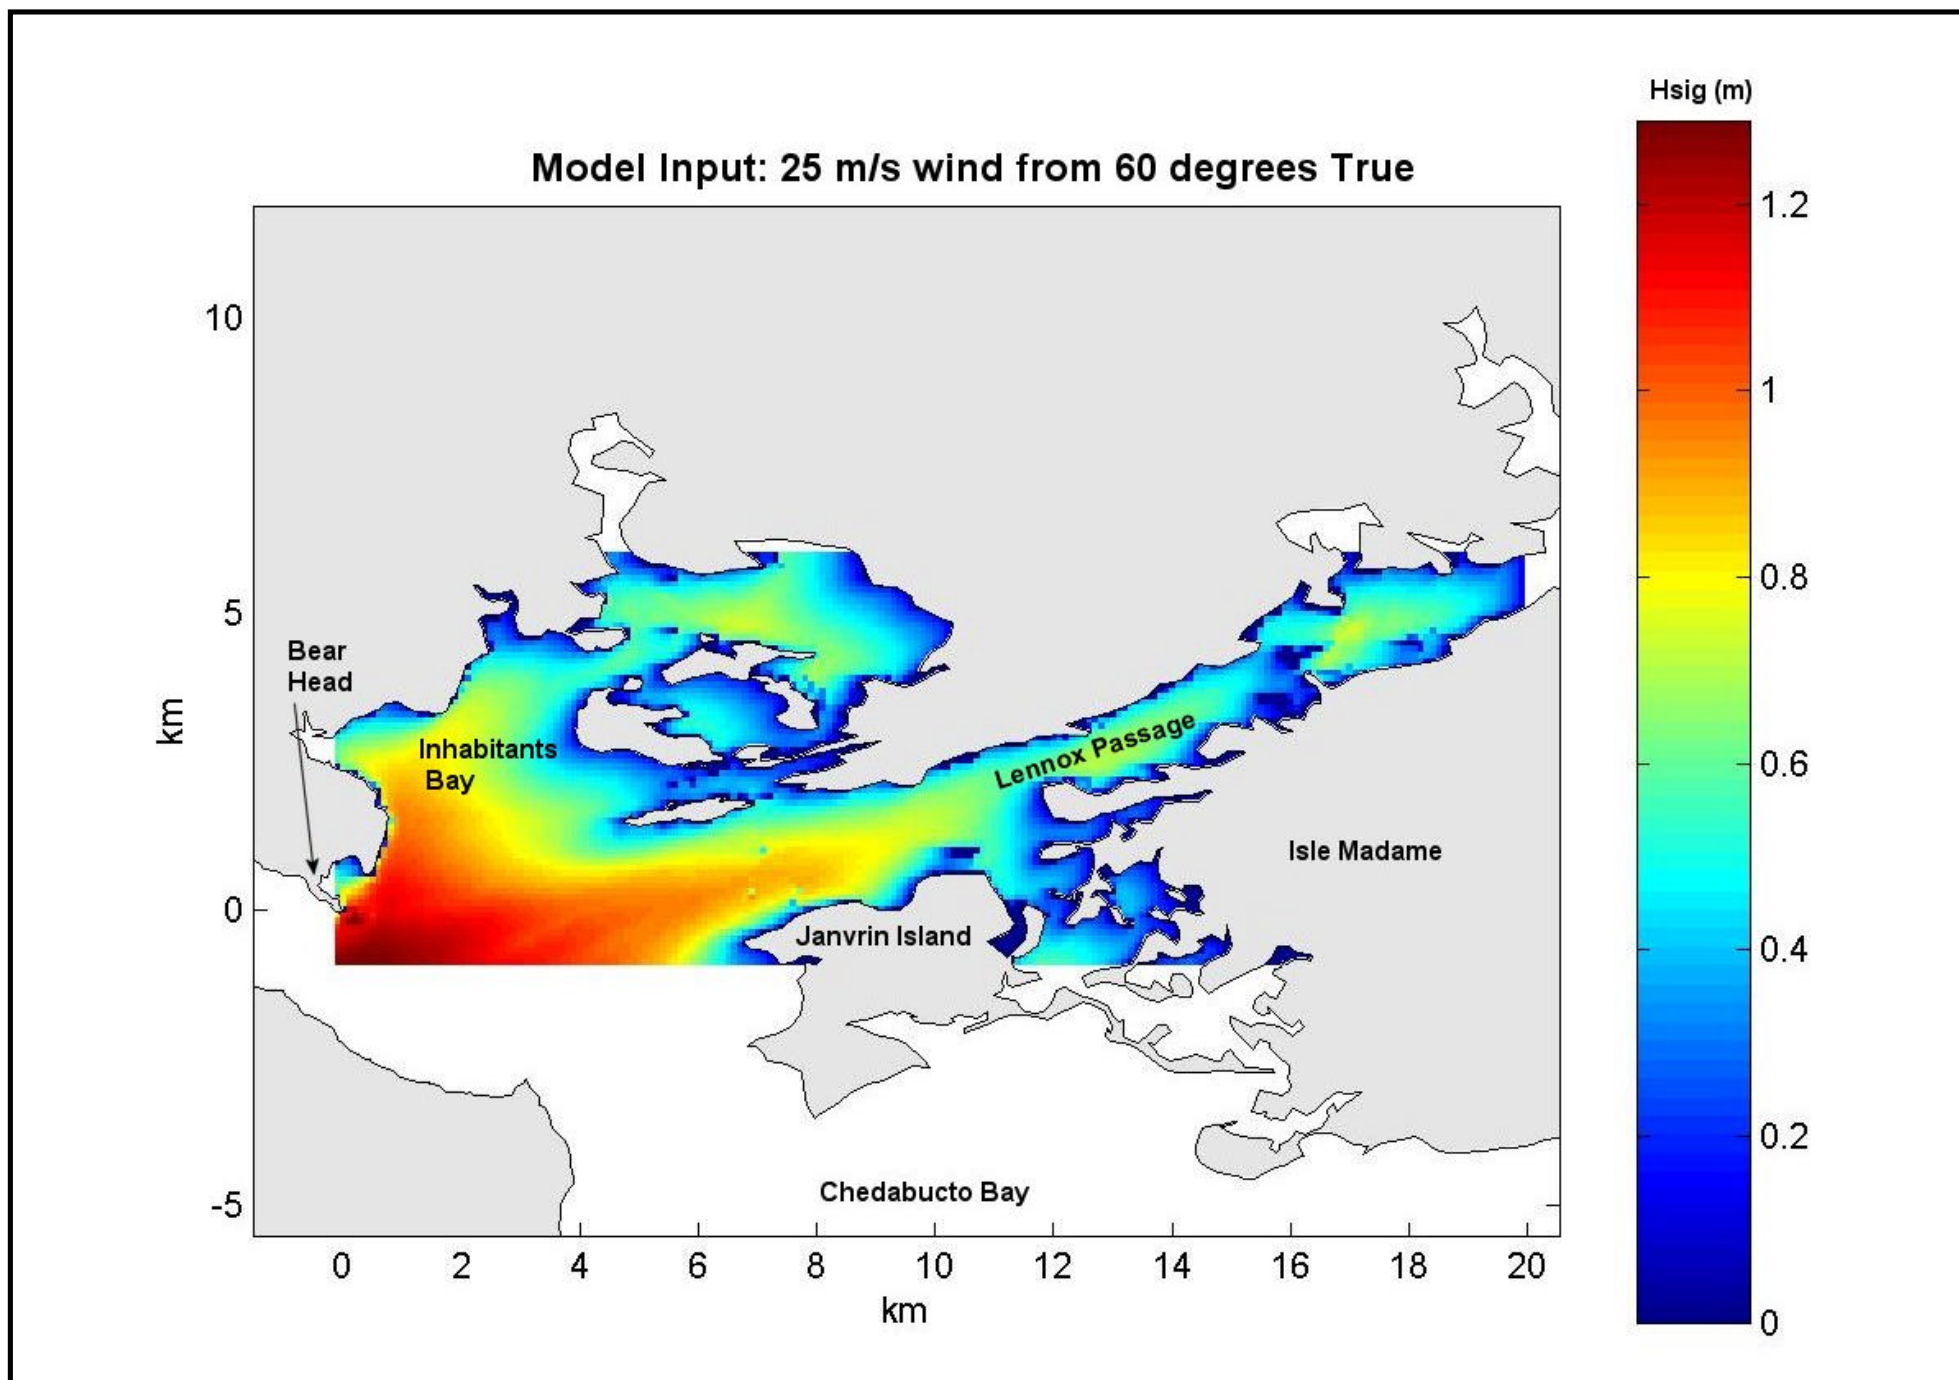 Hsig (m)
Model Input: 25 m/s wind from 60 degrees True
1.2
1
0.8
0.6
0.4
0.2
0
10
5
0
-5
km
Bear
Head
Inhabitants
Bay
Lennox Passage
Isle Madame
Janvrin Island
Chedabucto Bay
0 2 4 6 8 10 12 14 16 18 20
km